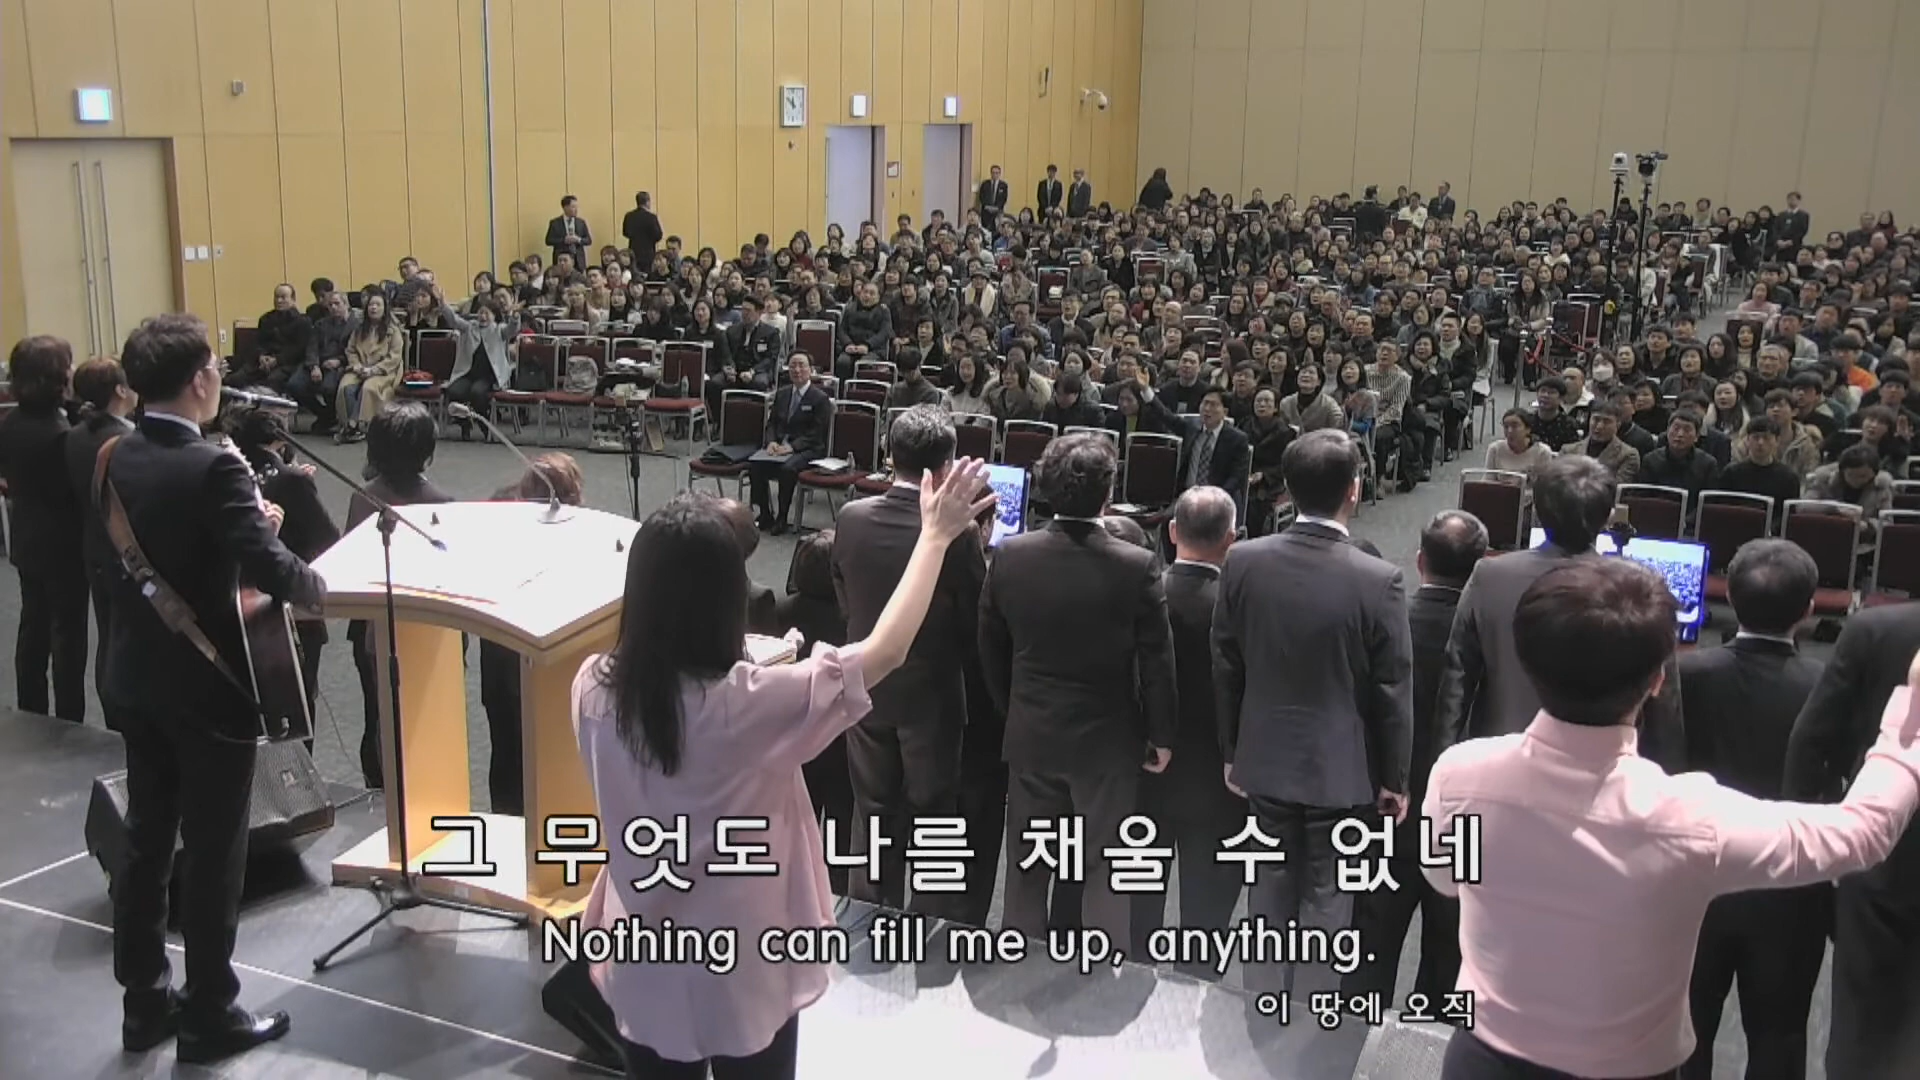 그 무엇도 나를 채울 수 없네
Nothing can fill me up, anything.
이 땅에 오직